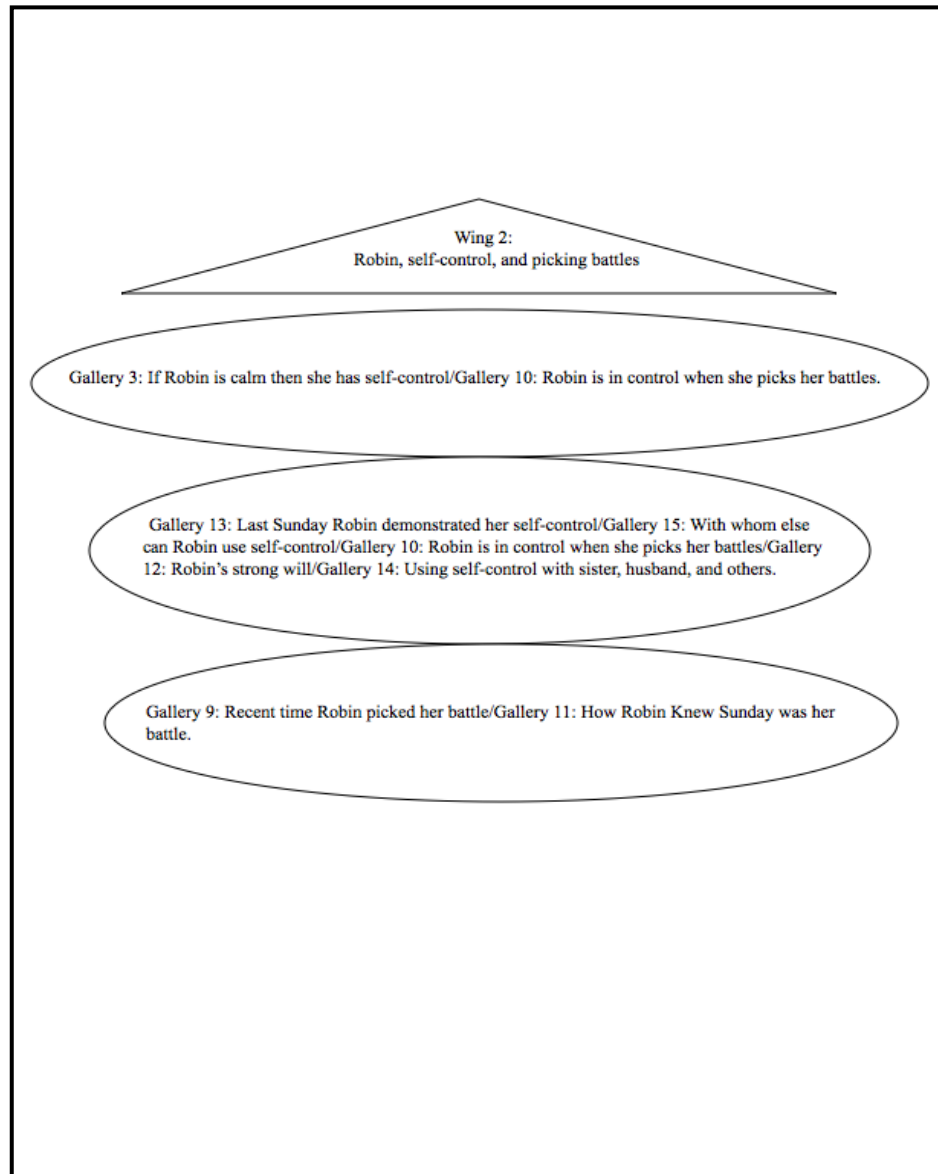 Wing 2:
Robin, self-control, and picking battles
Gallery 3: If Robin is calm then she has self-control/Gallery 10: Robin is in control when she picks her battles.
Gallery 13: Last Sunday Robin demonstrated her self-control/Gallery 15: With whom else
can Robin use self-control/Gallery 10: Robin is in control when she picks her battles/Gallery
12: Robin’s strong will/Gallery 14: Using self-control with sister, husband, and others.
Gallery 9: Recent time Robin picked her battle/Gallery 11: How Robin Knew Sunday was her
battle.